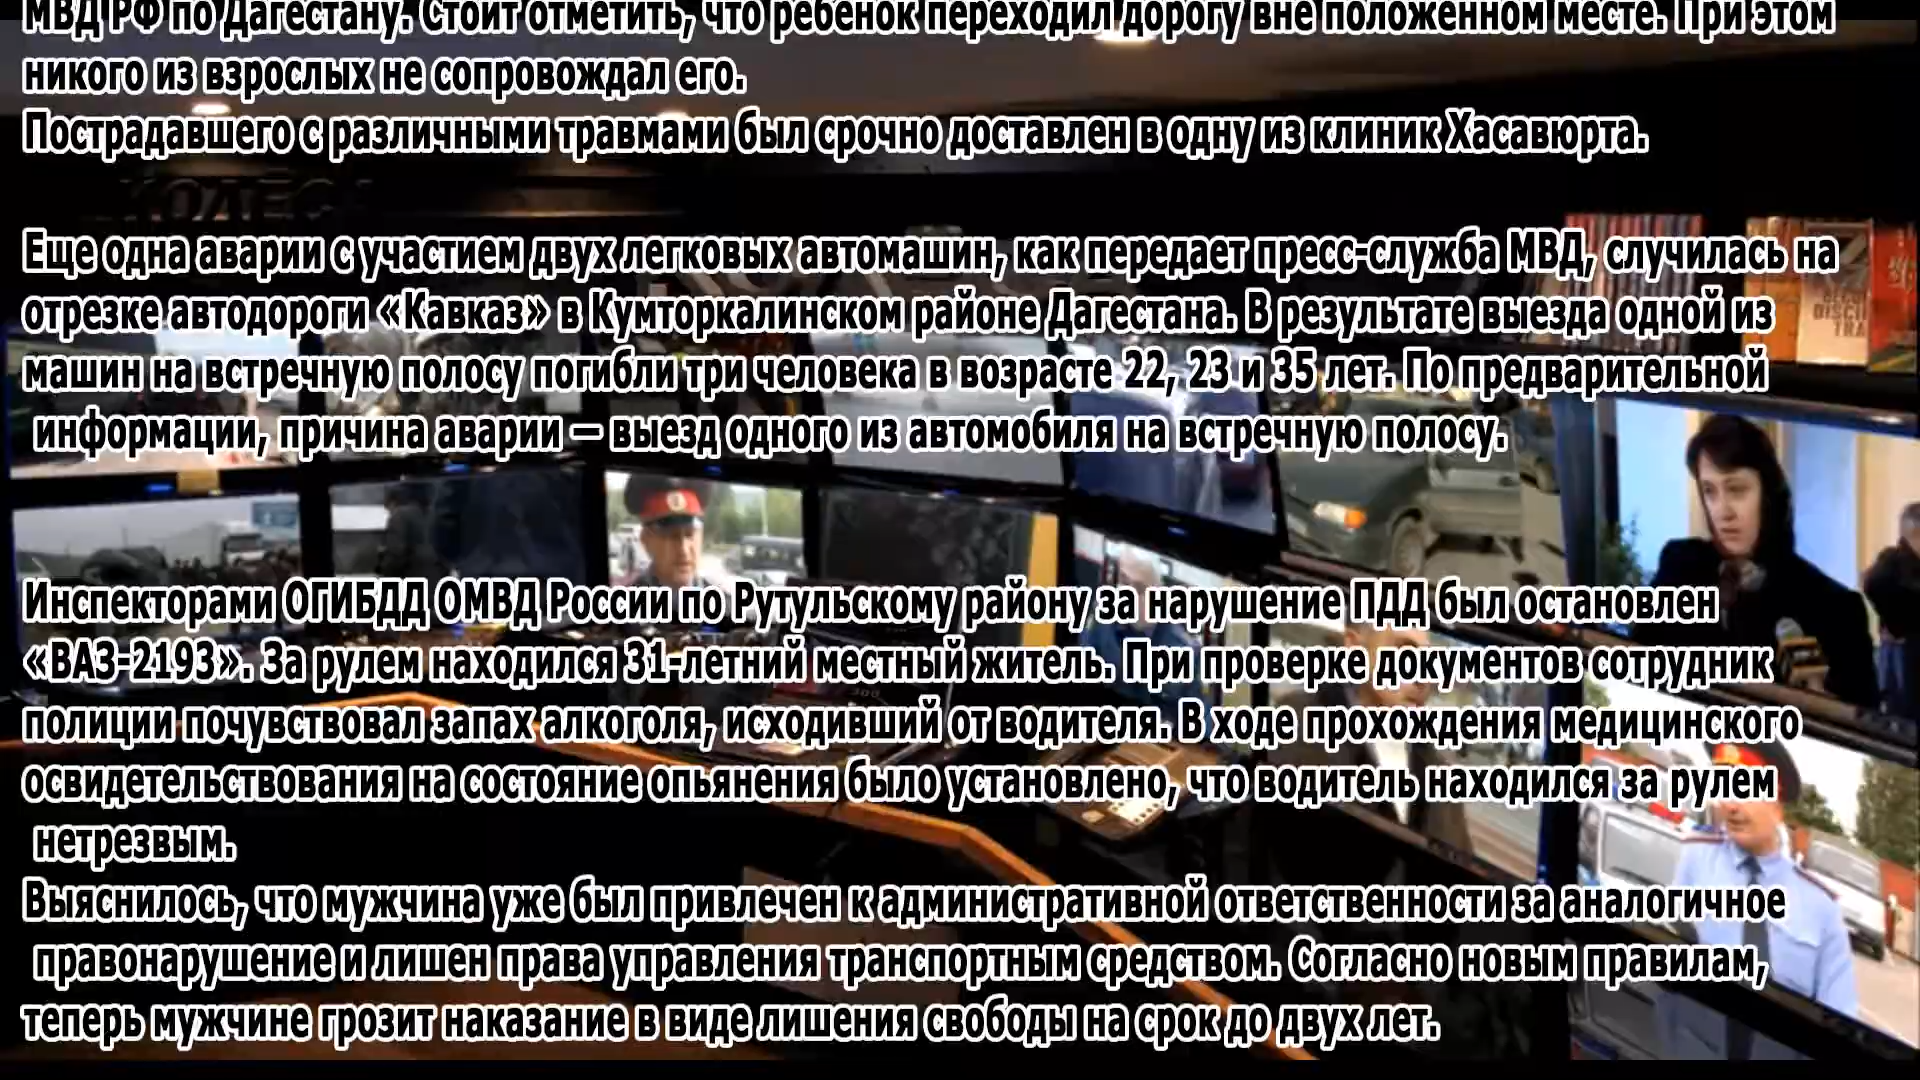 МВД РФ по Дагестану. Стоит отметить, что ребенок переходил дорогу вне положенном месте. При этом
никого из взрослых не сопровождал его.
Пострадавшего с различными травмами был срочно доставлен в одну из клиник Хасавюрта.
Еще одна аварии с участием двух легковых автомашин, как передает пресс-служба МВД, случилась на
отрезке автодороги «Кавказ» в Кумторкалинском районе Дагестана. В результате выезда одной из
машин на встречную полосу погибли три человека в возрасте 22, 23 и 35 лет. По предварительной
информации, причина аварии — выезд одного из автомобиля на встречную полосу.
Инспекторами ОГИБДД ОМВД России по Рутульскому району за нарушение ПДД был остановлен
«ВАЗ-2193». За рулем находился 31-летний местный житель. При проверке документов сотрудник
полиции почувствовал запах алкоголя, исходивший от водителя. В ходе прохождения медицинского
освидетельствования на состояние опьянения было установлено, что водитель находился за рулем
нетрезвым.
Выяснилось, что мужчина уже был привлечен к административной ответственности за аналогичное
правонарушение и лишен права управления транспортным средством. Согласно новым правилам,
теперь мужчине грозит наказание в виде лишения свободы на срок до двух лет.